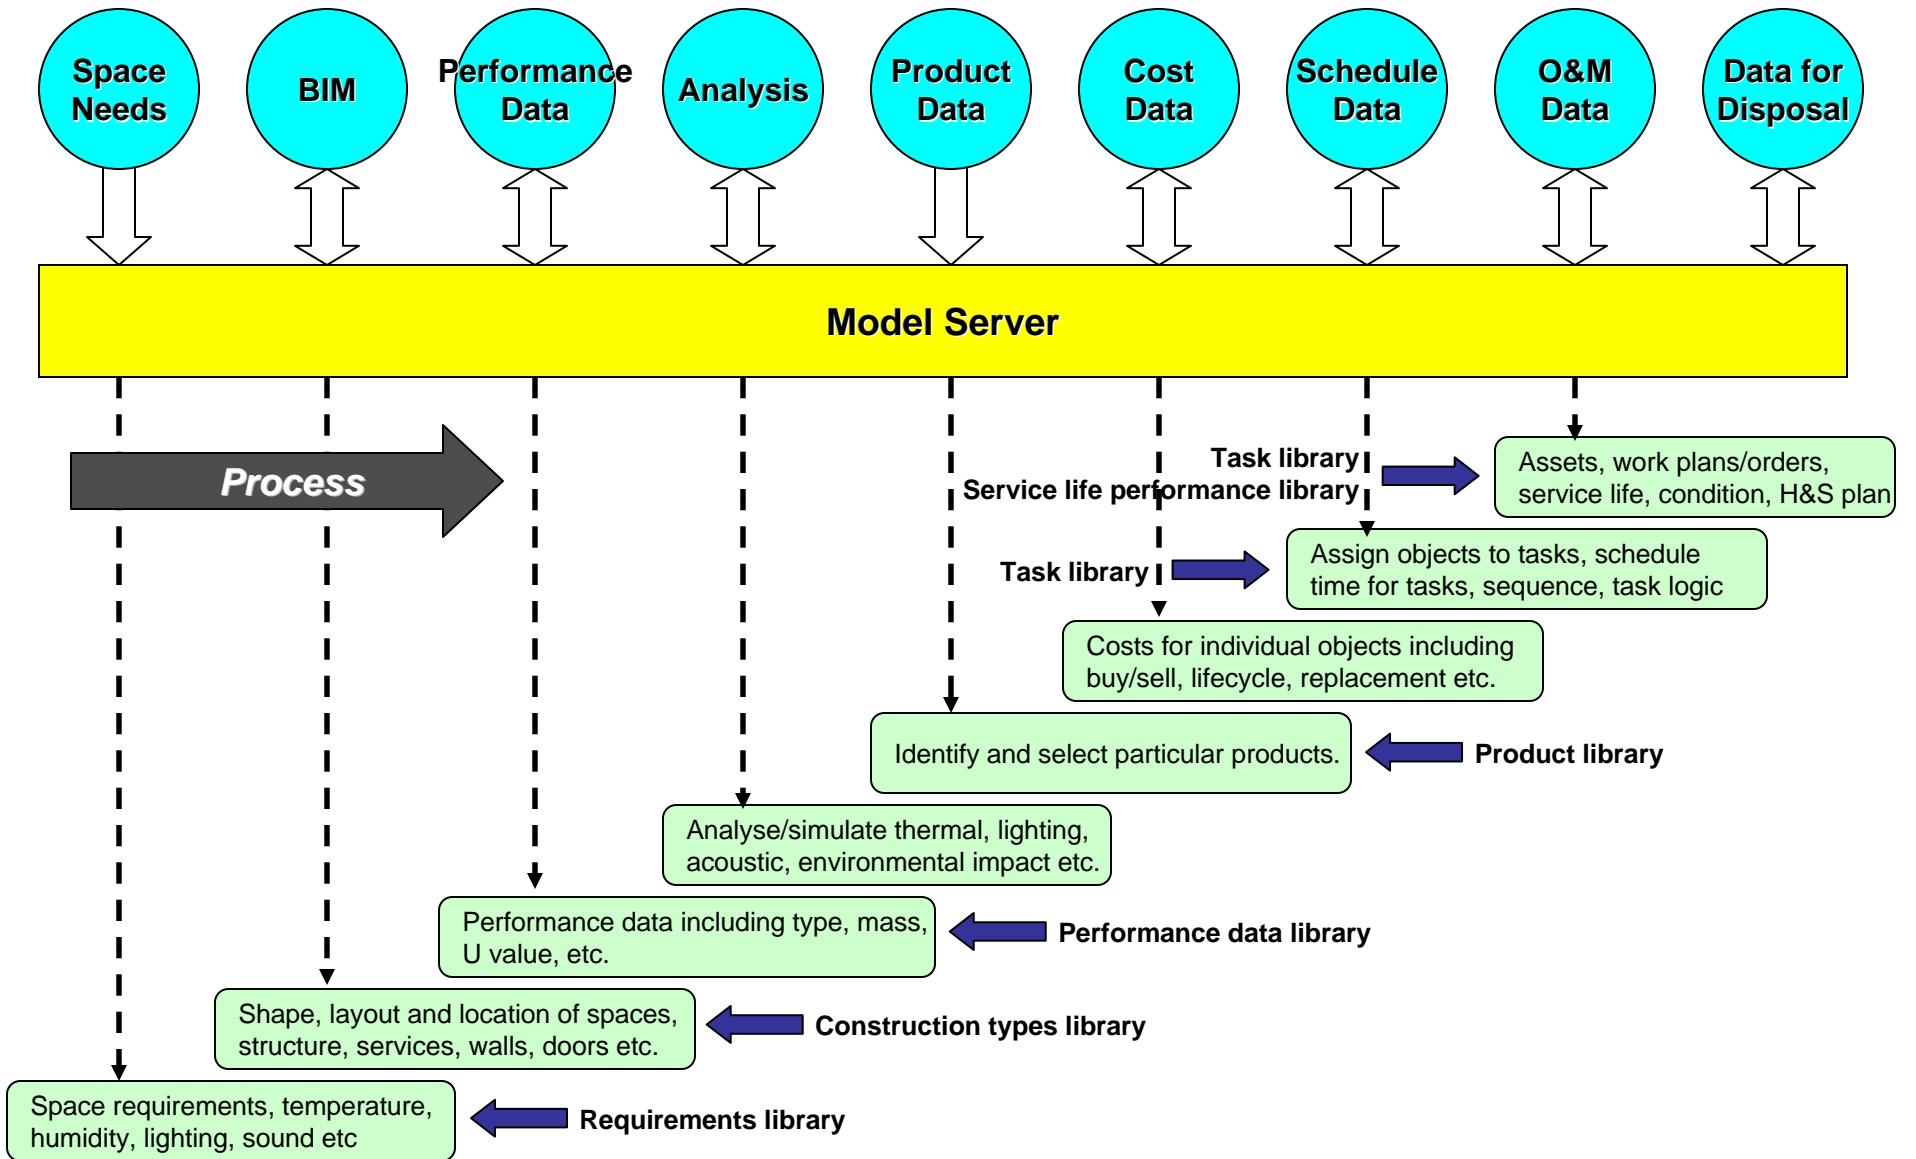 Space
Needs
BIM
Performance
Data
Analysis
Product
Data
Cost
Data
Schedule
Data
O&M
Data
Data for
Disposal
Model Server
Process
Task library
Service life performance library
Assets, work plans/orders,
service life, condition, H&S plan
Task library
Assign objects to tasks, schedule
time for tasks, sequence, task logic
Costs for individual objects including
buy/sell, lifecycle, replacement etc.
Identify and select particular products.
Product library
Analyse/simulate thermal, lighting,
acoustic, environmental impact etc.
Performance data including type, mass,
U value, etc.
Performance data library
Shape, layout and location of spaces,
structure, services, walls, doors etc.
Construction types library
Space requirements, temperature,
humidity, lighting, sound etc
Requirements library